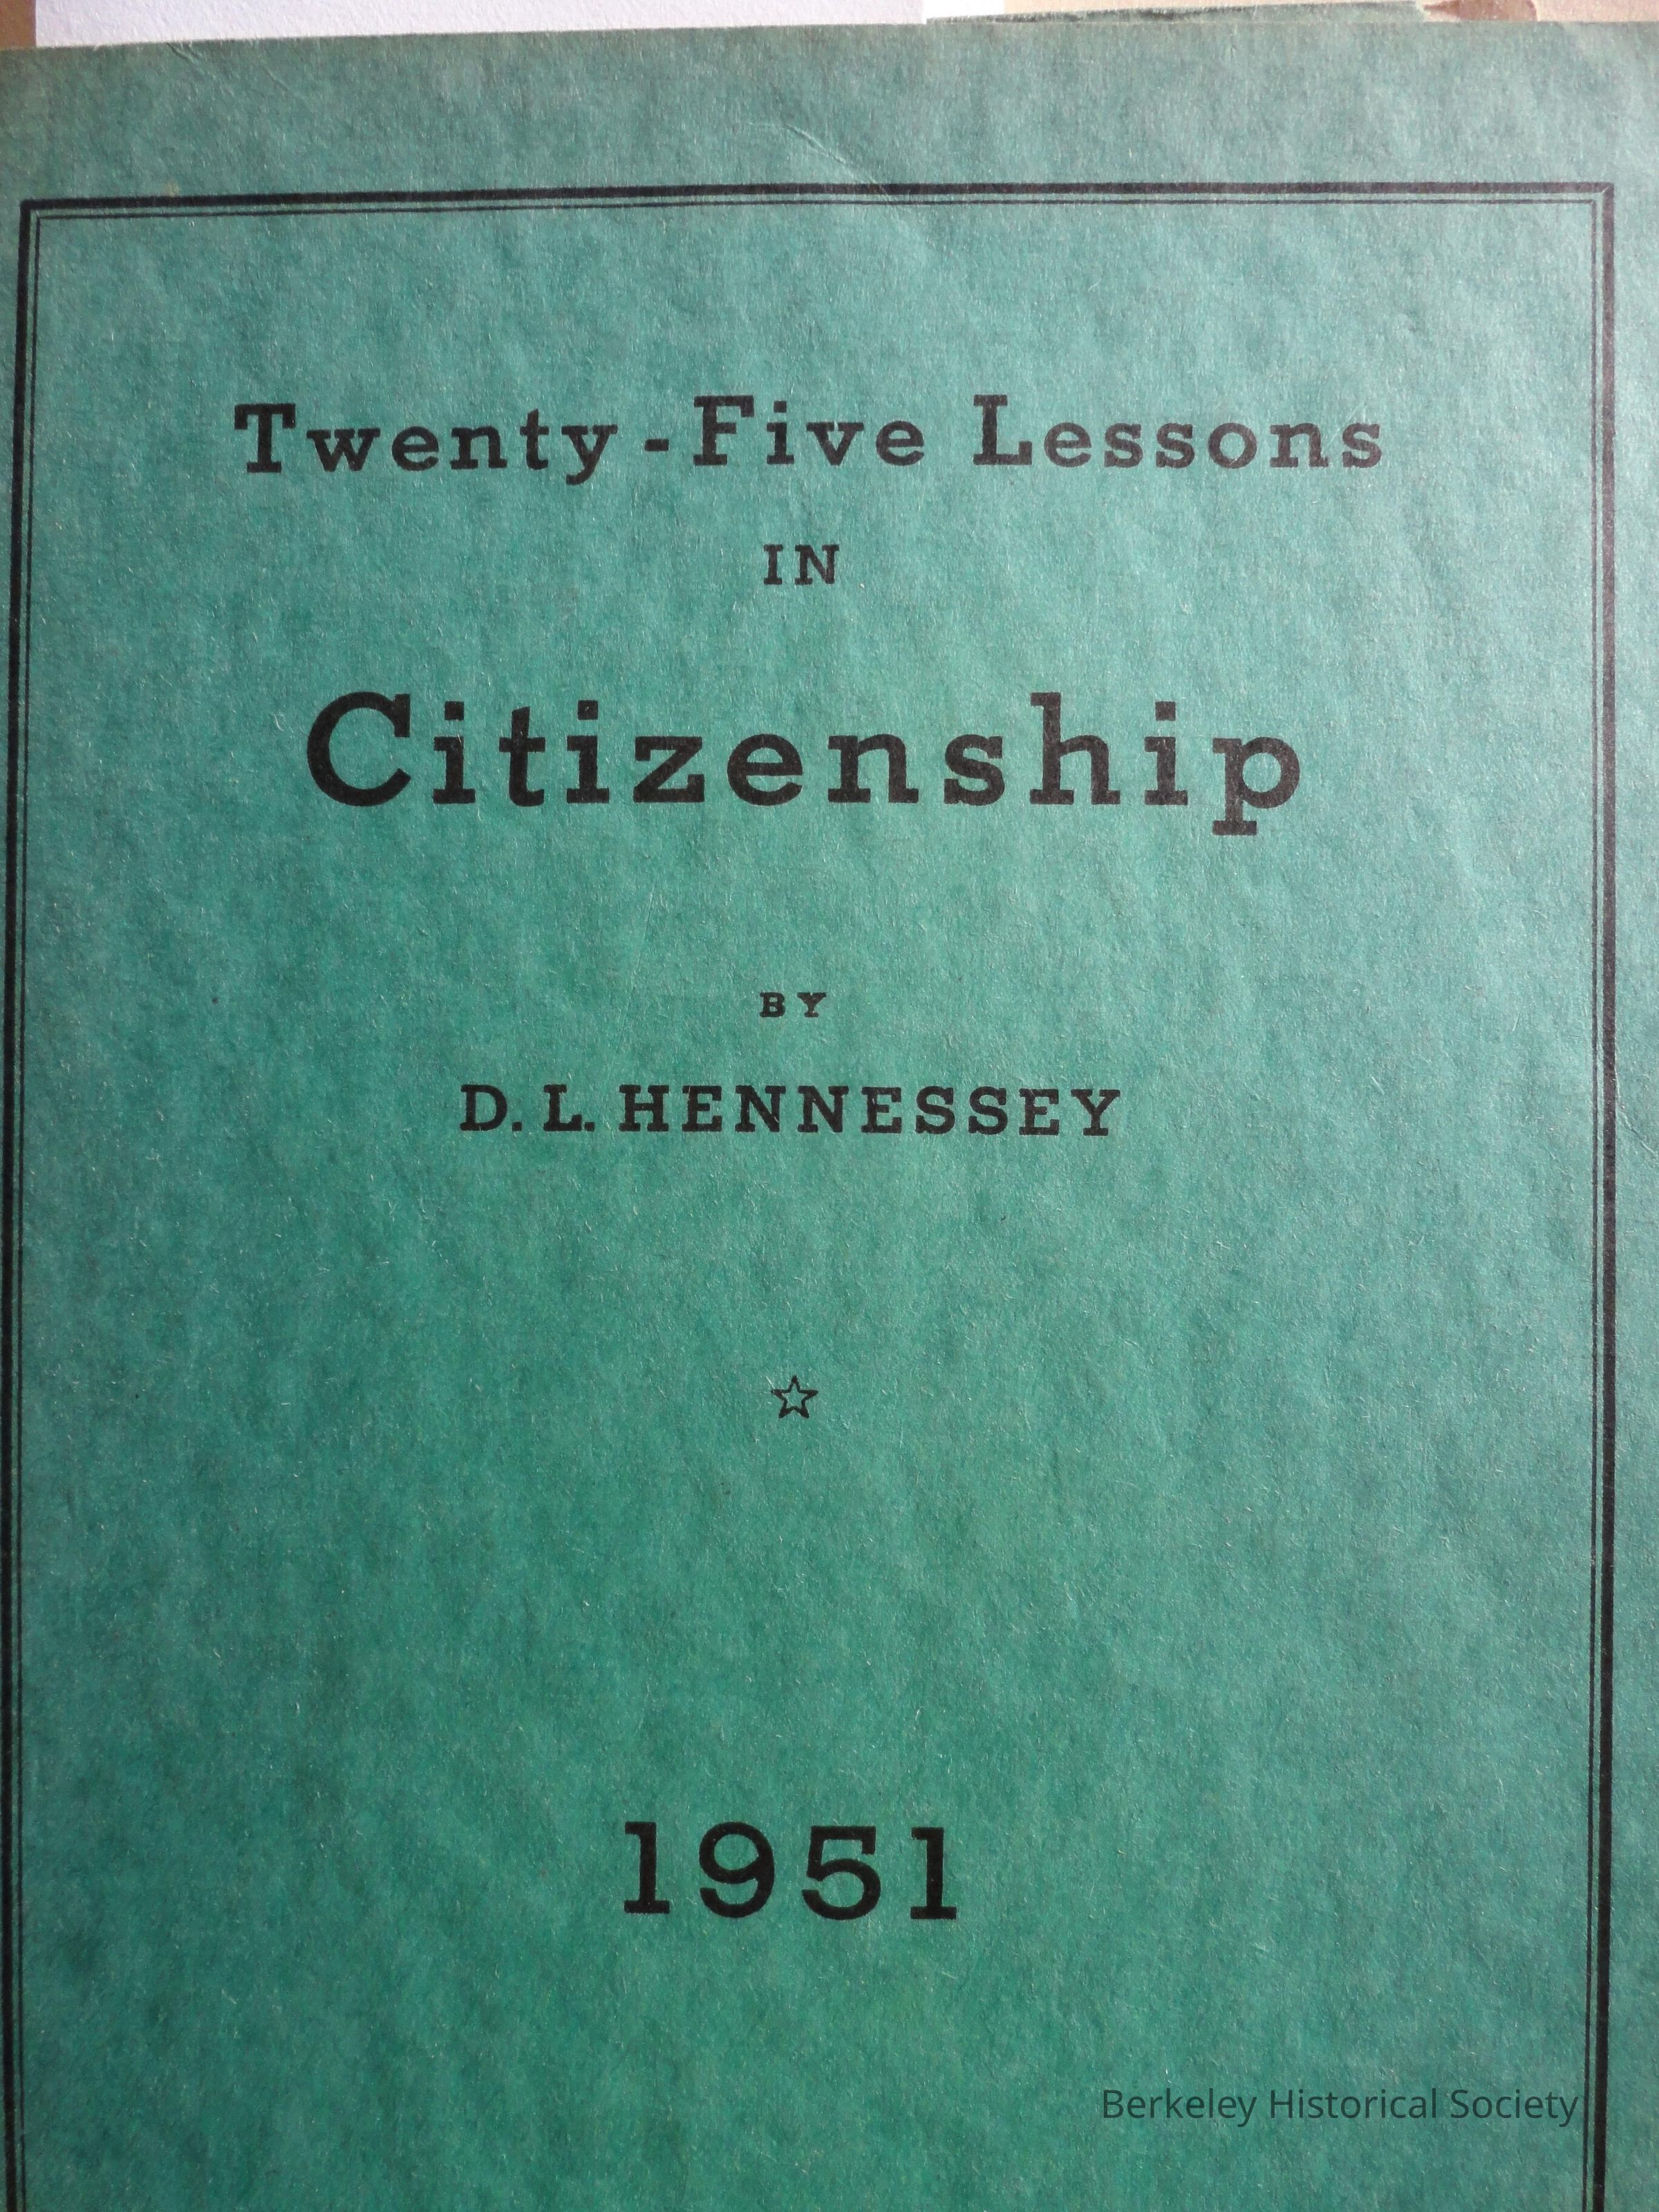 Twenty-Five Lessons
IN
Citizenship
BY
D. L. HENNESSEY
1951
Berkeley Historical Society